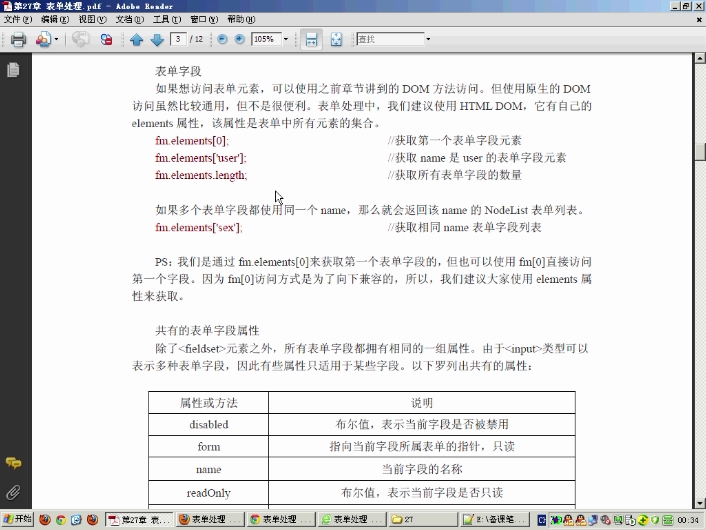 第27章 表单处理.pdf - Adobe Reader
文件(F) 编辑(E) 视图(V) 文档(D) 工具(T) 窗口(W) 帮助(H)
3 / 12 105% 查找
表单字段
如果想访问表单元素，可以使用之前章节讲到的 DOM 方法访问。但使用原生的 DOM
访问虽然比较通用，但不是很便利。表单处理中，我们建议使用 HTML DOM，它有自己的
elements 属性，该属性是表单中所有元素的集合。
fm.elements[0]; //获取第一个表单字段元素
fm.elements['user']; //获取 name 是 user 的表单字段元素
fm.elements.length; //获取所有表单字段的数量
如果多个表单字段都使用同一个 name，那么就会返回该 name 的 NodeList 表单列表。
fm.elements['sex']; //获取相同 name 表单字段列表
PS：我们是通过 fm.elements[0]来获取第一个表单字段的，但也可以使用 fm[0]直接访问
第一个字段。因为 fm[0]访问方式是为了向下兼容的，所以，我们建议大家使用 elements 属
性来获取。
共有的表单字段属性
除了<fieldset>元素之外，所有表单字段都拥有相同的一组属性。由于<input>类型可以
表示多种表单字段，因此有些属性只适用于某些字段。以下罗列出共有的属性：
属性或方法 说明
disabled 布尔值，表示当前字段是否被禁用
form 指向当前字段所属表单的指针，只读
name 当前字段的名称
readOnly 布尔值，表示当前字段是否只读
开始 第27章 表... 表单处理 ... 表单处理 ... 表单处理 ... 27 E:\备课笔... CH 00:34